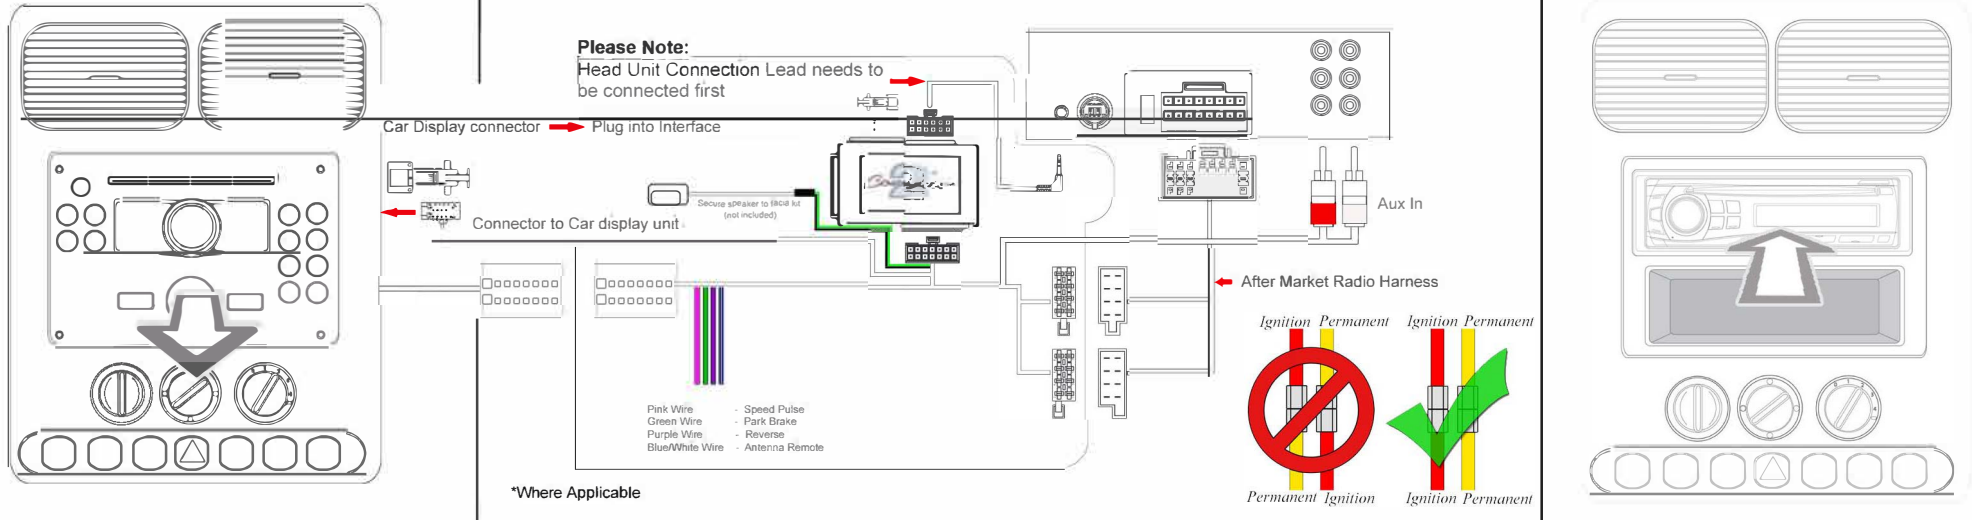 Please Note:
Head Unit Connection Lead needs to
be connected first
Car Display connector
Plug into Interface
Secure speaker to facia kit
(not included)
Connector to Car display unit
Aux In
After Market Radio Harness
Ignition Permanent
Ignition Permanent
Pink Wire - Speed Pulse
Green Wire - Park Brake
Purple Wire - Reverse
Blue/White Wire - Antenna Remote
Permanent Ignition
Ignition Permanent
*Where Applicable